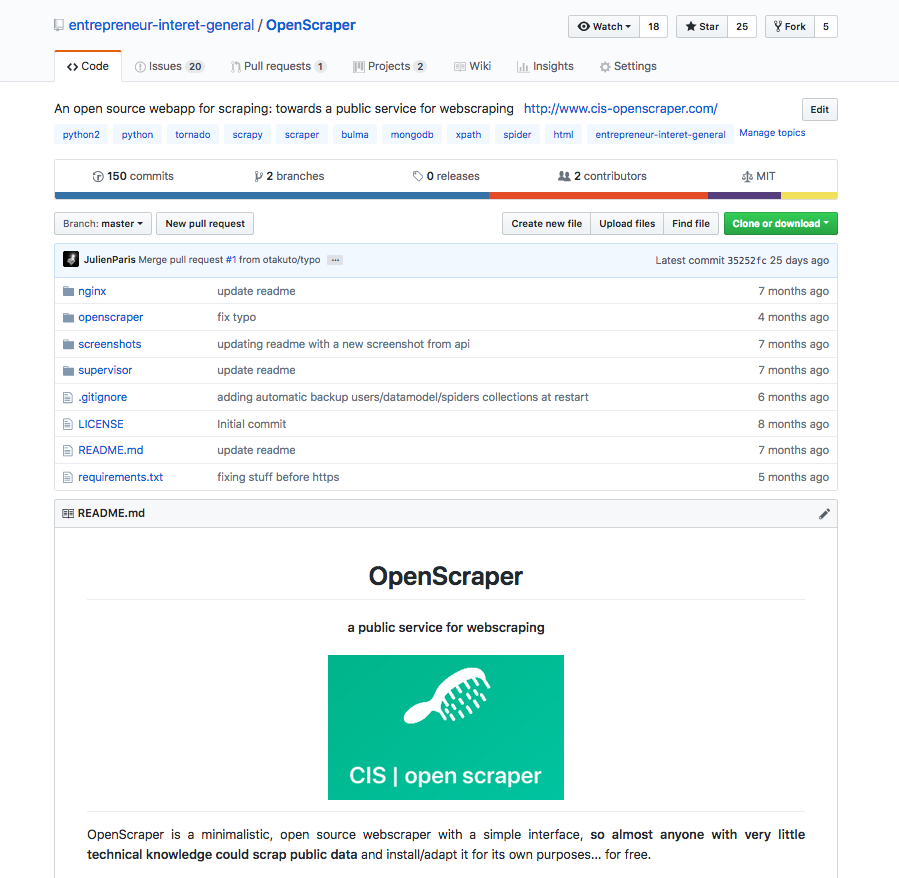 entrepreneur-interet-general / OpenScraper
Watch 18 Star 25 Fork 5
Code Issues 20 Pull requests 1 Projects 2 Wiki Insights Settings
An open source webapp for scraping: towards a public service for webscraping http://www.cis-openscraper.com/ Edit
python2 python tornado scrapy scraper bulma mongodb xpath spider html entrepreneur-interet-general Manage topics
150 commits 2 branches 0 releases 2 contributors MIT
Branch: master New pull request Create new file Upload files Find file Clone or download
JulienParis Merge pull request #1 from otakuto/typo ... Latest commit 35252fc 25 days ago
nginx update readme 7 months ago
openscraper fix typo 4 months ago
screenshots updating readme with a new screenshot from api 7 months ago
supervisor update readme 7 months ago
.gitignore adding automatic backup users/datamodel/spiders collections at restart 6 months ago
LICENSE Initial commit 8 months ago
README.md update readme 7 months ago
requirements.txt fixing stuff before https 5 months ago
README.md
OpenScraper
a public service for webscraping
CIS | open scraper
OpenScraper is a minimalistic, open source webscraper with a simple interface, so almost anyone with very little
technical knowledge could scrap public data and install/adapt it for its own purposes... for free.